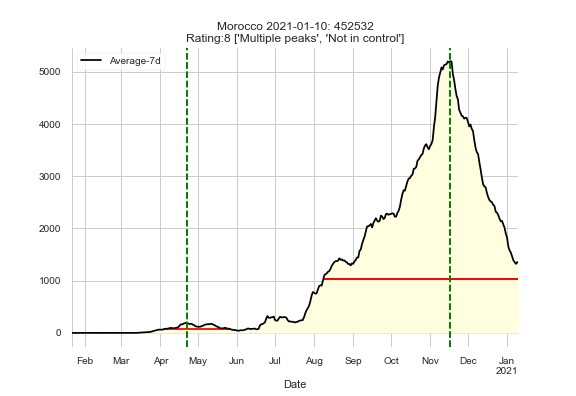 Morocco 2021-01-10: 452532
Rating:8 ['Multiple peaks', 'Not in control']
Average-7d
5000
4000
3000
2000
1000
0
Feb Mar Apr May Jun Jul Aug Sep Oct Nov Dec Jan
2021
Date